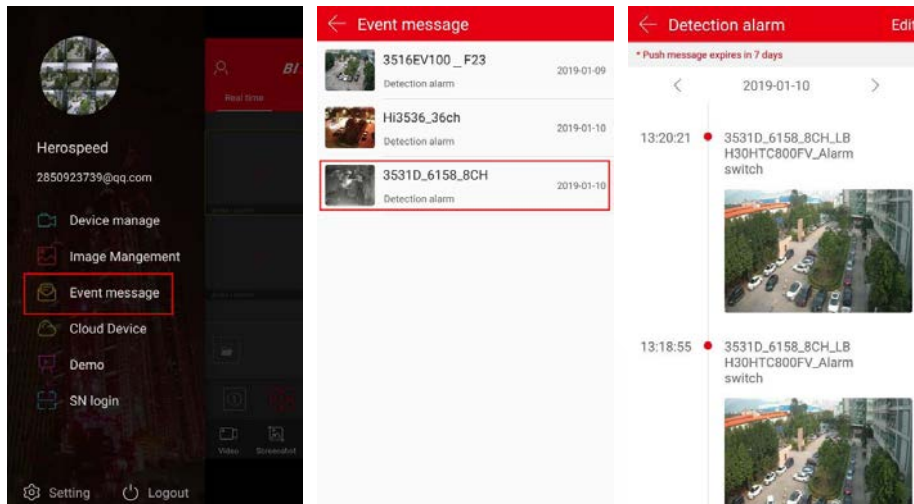 BI
Real time
Herospeed
2850923739@qq.com
Device manage
Image Mangement
Event message
Cloud Device
Demo
SN login
Video
Screenshot
Setting
Logout
Event message
3516EV100 _ F23
Detection alarm
2019-01-09
Hi3536_36ch
Detection alarm
2019-01-10
3531D_6158_8CH
Detection alarm
2019-01-10
Detection alarm
Edit
* Push message expires in 7 days
2019-01-10
13:20:21
3531D_6158_8CH_LB
H30HTC800FV_Alarm
switch
13:18:55
3531D_6158_8CH_LB
H30HTC800FV_Alarm
switch